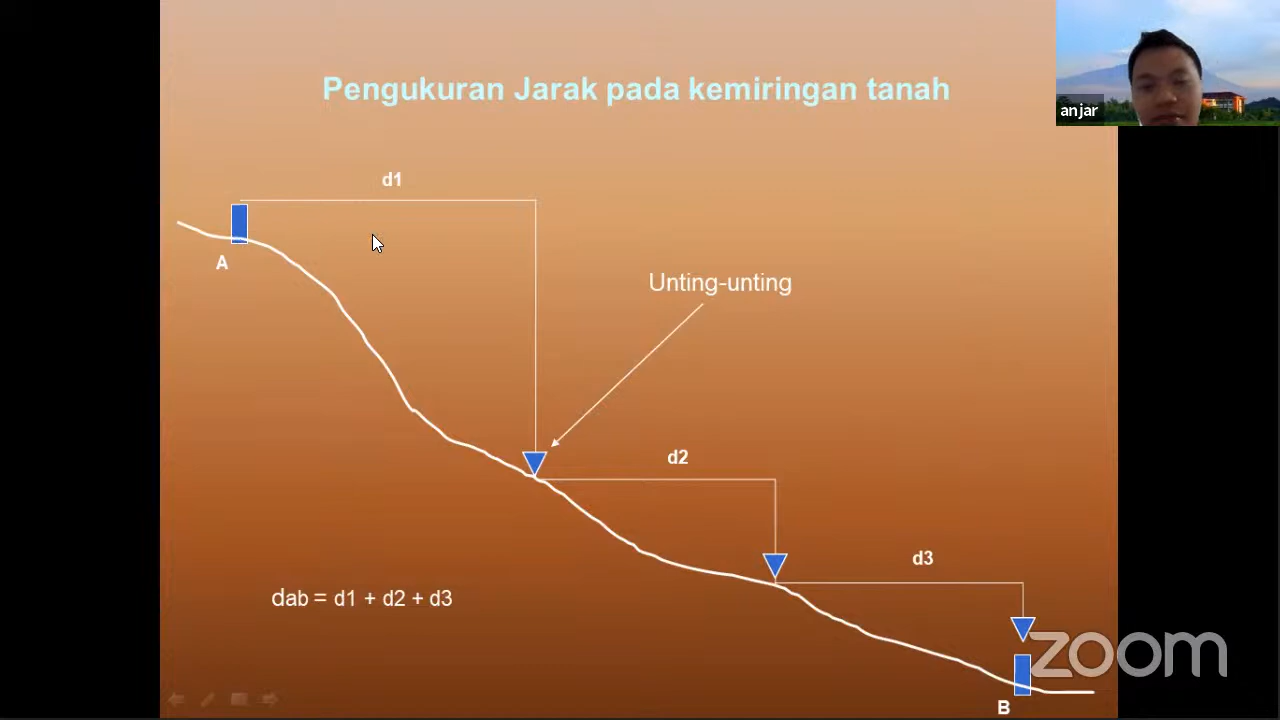 Pengukuran Jarak pada kemiringan tanah
anjar
d1
A
Unting-unting
d2
d3
dab = d1 + d2 + d3
zoom
B